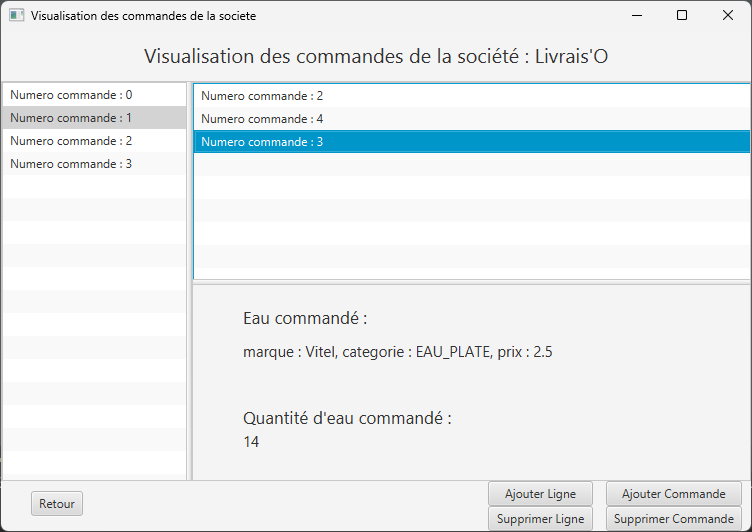 Visualisation des commandes de la societe
Visualisation des commandes de la société : Livrais'O
Numero commande : 0
Numero commande : 1
Numero commande : 2
Numero commande : 3
Numero commande : 2
Numero commande : 4
Numero commande : 3
Eau commandé :
marque : Vitel, categorie : EAU_PLATE, prix : 2.5
Quantité d'eau commandé :
14
Retour
Ajouter Ligne
Ajouter Commande
Supprimer Ligne
Supprimer Commande